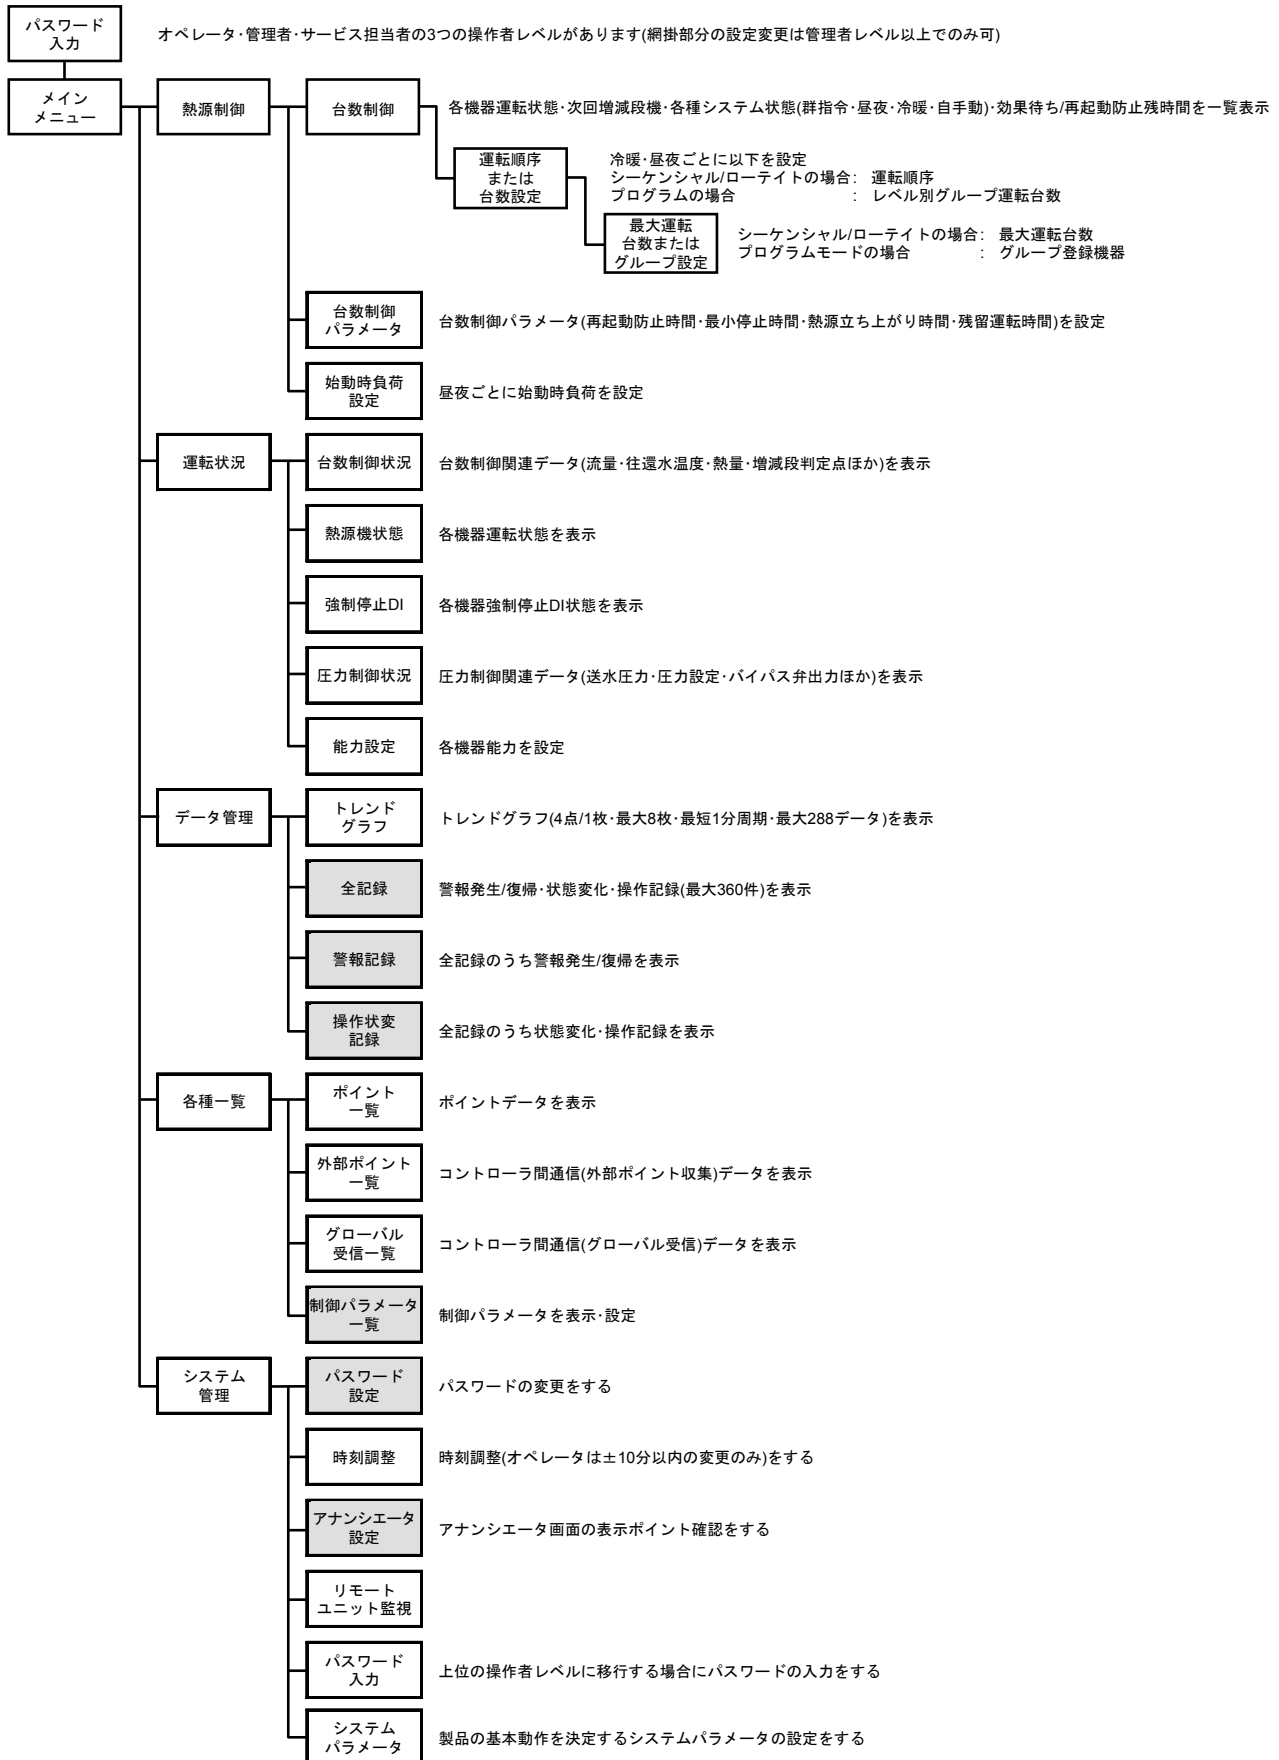 パスワード
入力
オペレータ･管理者･サービス担当者の3つの操作者レベルがあります(網掛部分の設定変更は管理者レベル以上でのみ可)
メイン
メニュー
熱源制御
台数制御
各機器運転状態･次回増減段機･各種システム状態(群指令･昼夜･冷暖･自手動)･効果待ち/再起動防止残時間を一覧表示
運転順序
または
台数設定
冷暖･昼夜ごとに以下を設定
シーケンシャル/ローテイトの場合： 運転順序
プログラムの場合 ： レベル別グループ運転台数
最大運転
台数または
グループ設定
シーケンシャル/ローテイトの場合： 最大運転台数
プログラムモードの場合 ： グループ登録機器
台数制御
パラメータ
台数制御パラメータ(再起動防止時間･最小停止時間･熱源立ち上がり時間･残留運転時間)を設定
始動時負荷
設定
昼夜ごとに始動時負荷を設定
運転状況
台数制御状況
台数制御関連データ(流量･往還水温度･熱量･増減段判定点ほか)を表示
熱源機状態
各機器運転状態を表示
強制停止DI
各機器強制停止DI状態を表示
圧力制御状況
圧力制御関連データ(送水圧力･圧力設定･バイパス弁出力ほか)を表示
能力設定
各機器能力を設定
データ管理
トレンド
グラフ
トレンドグラフ(4点/1枚･最大8枚･最短1分周期･最大288データ)を表示
全記録
警報発生/復帰･状態変化･操作記録(最大360件)を表示
警報記録
全記録のうち警報発生/復帰を表示
操作状変
記録
全記録のうち状態変化･操作記録を表示
各種一覧
ポイント
一覧
ポイントデータを表示
外部ポイント
一覧
コントローラ間通信(外部ポイント収集)データを表示
グローバル
受信一覧
コントローラ間通信(グローバル受信)データを表示
制御パラメータ
一覧
制御パラメータを表示･設定
システム
管理
パスワード
設定
パスワードの変更をする
時刻調整
時刻調整(オペレータは±10分以内の変更のみ)をする
アナンシエータ
設定
アナンシエータ画面の表示ポイント確認をする
リモート
ユニット監視
パスワード
入力
上位の操作者レベルに移行する場合にパスワードの入力をする
システム
パラメータ
製品の基本動作を決定するシステムパラメータの設定をする